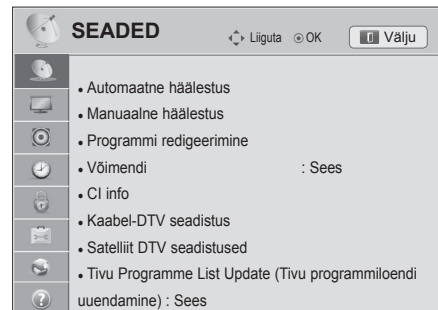 SEADED
Liiguta OK Välju
Automaatne häälestus
Manuaalne häälestus
Programmi redigeerimine
Võimendi : Sees
CI info
Kaabel-DTV seadistus
Satelliit DTV seadistused
Tivu Programme List Update (Tivu programmiloendi
uuendamine) : Sees